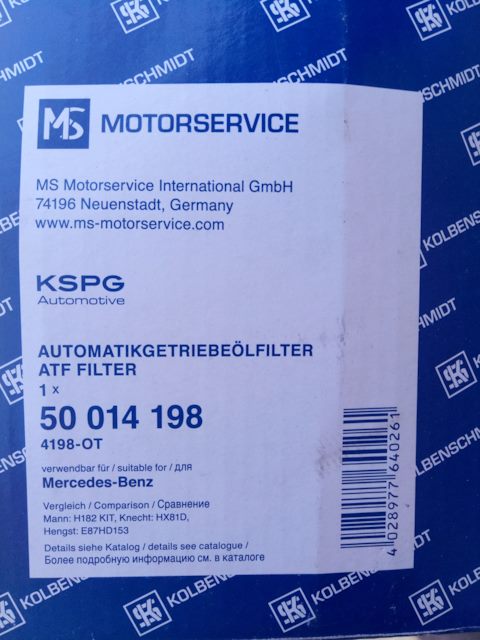 MS MOTORSERVICE
MS Motorservice International GmbH
74196 Neuenstadt, Germany
www.ms-motorservice.com
KSPG
Automotive
AUTOMATIKGETRIEBEÖLFILTER
ATF FILTER
1 x
50 014 198
4198-OT
verwendbar für / suitable for / для
Mercedes-Benz
Vergleich / Comparison / Сравнение
Mann: H182 KIT, Knecht: HX81D,
Hengst: E87HD153
Details siehe Katalog / details see catalogue /
Более подробную информацию см. в каталоге
4 028977 640261
KOLBENSCHMIDT